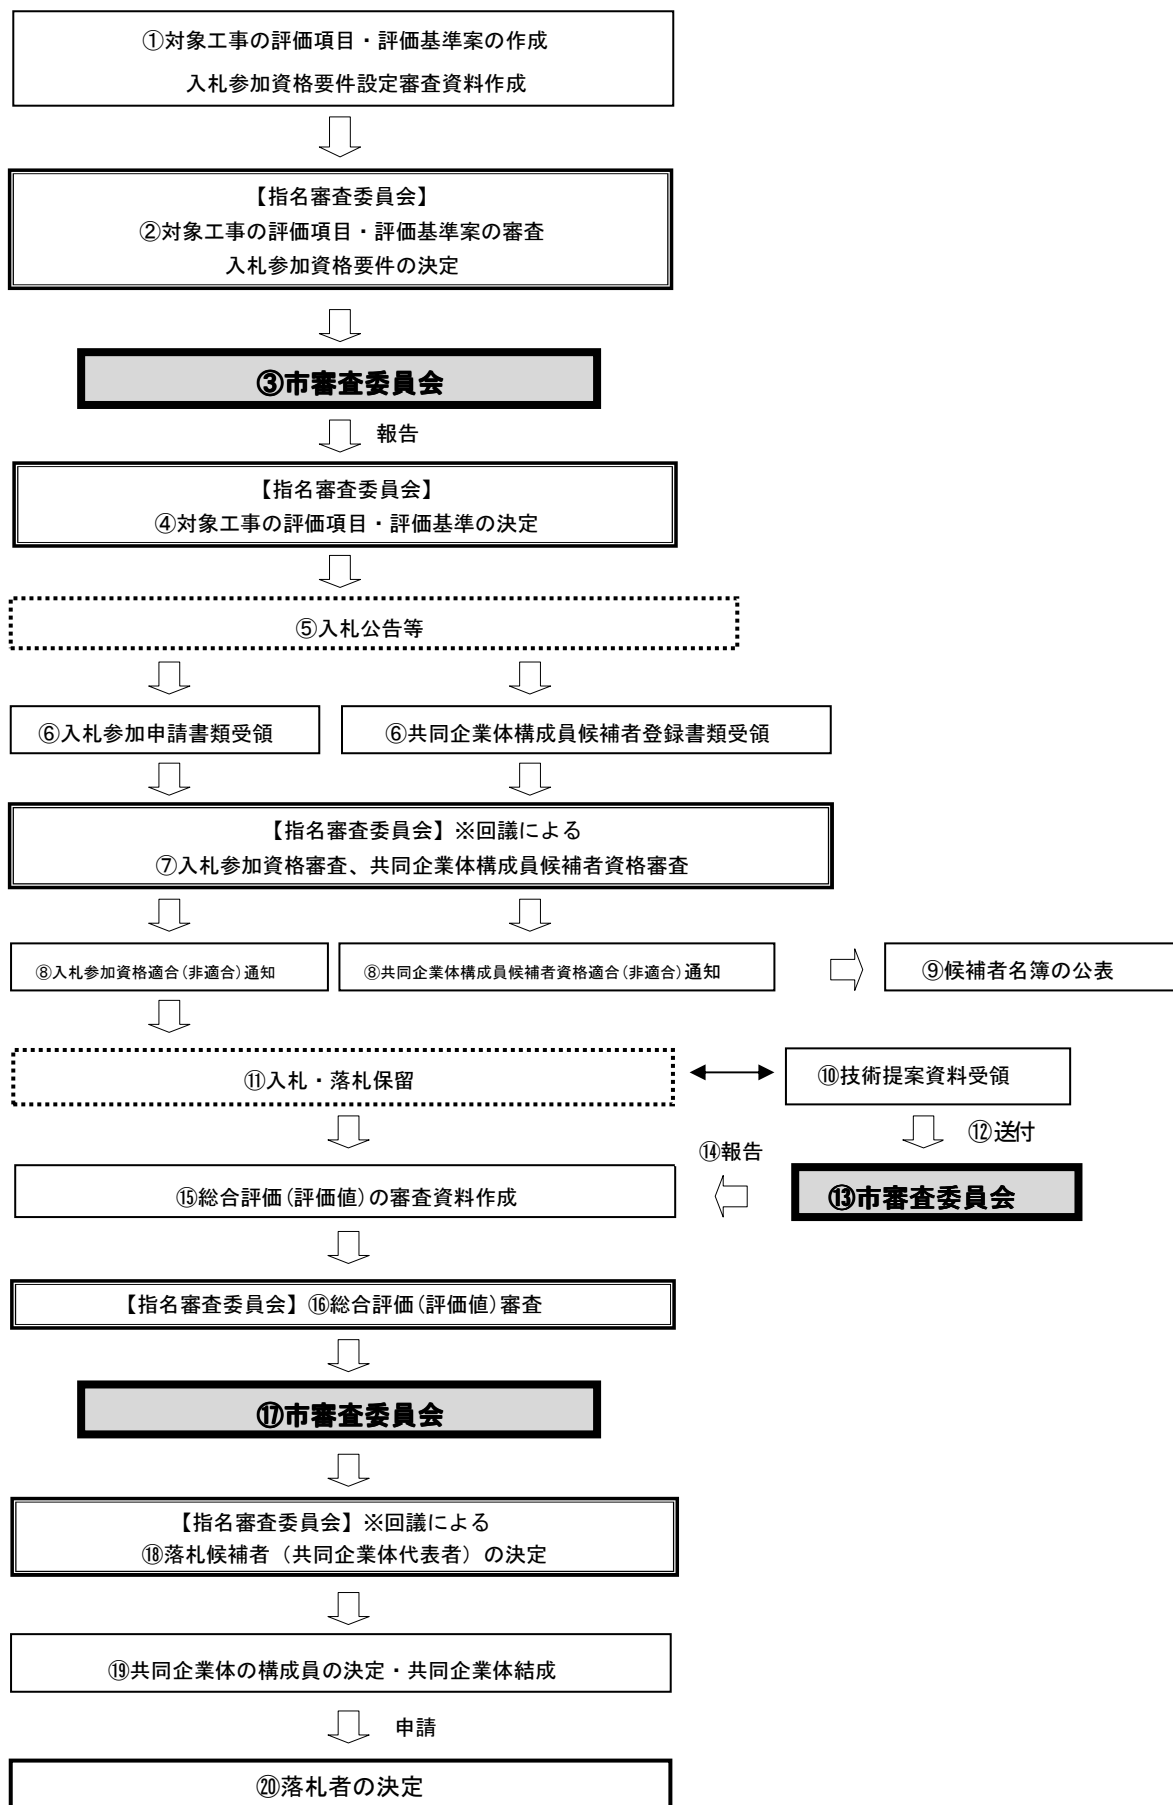 ①対象工事の評価項目・評価基準案の作成
入札参加資格要件設定審査資料作成
【指名審査委員会】
②対象工事の評価項目・評価基準案の審査
入札参加資格要件の決定
③市審査委員会
報告
【指名審査委員会】
④対象工事の評価項目・評価基準の決定
⑤入札公告等
⑥入札参加申請書類受領
⑥共同企業体構成員候補者登録書類受領
【指名審査委員会】※回議による
⑦入札参加資格審査、共同企業体構成員候補者資格審査
⑧入札参加資格適合(非適合)通知
⑧共同企業体構成員候補者資格適合(非適合)通知
⑨候補者名簿の公表
⑪入札・落札保留
⑩技術提案資料受領
⑫送付
⑭報告
⑮総合評価(評価値)の審査資料作成
⑬市審査委員会
【指名審査委員会】⑯総合評価(評価値)審査
⑰市審査委員会
【指名審査委員会】※回議による
⑱落札候補者（共同企業体代表者）の決定
⑲共同企業体の構成員の決定・共同企業体結成
申請
⑳落札者の決定